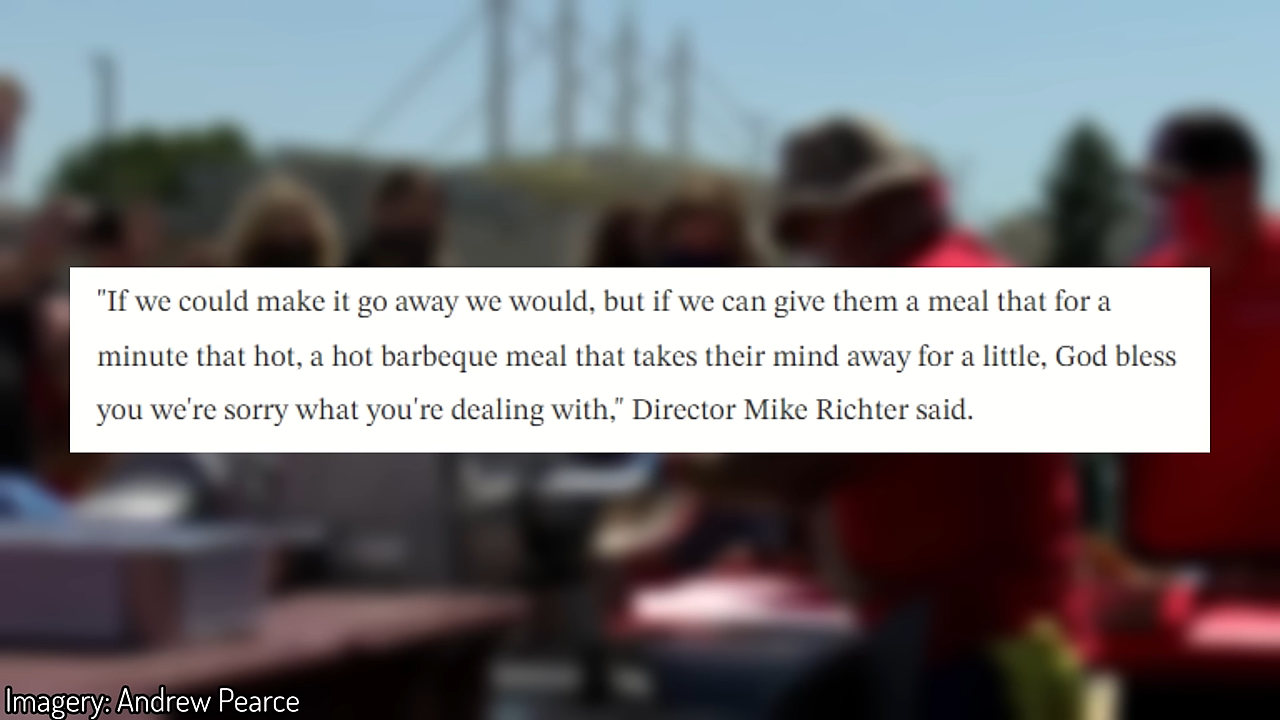 "If we could make it go away we would, but if we can give them a meal that for a
minute that hot, a hot barbeque meal that takes their mind away for a little, God bless
you we're sorry what you're dealing with," Director Mike Richter said.
Imagery: Andrew Pearce